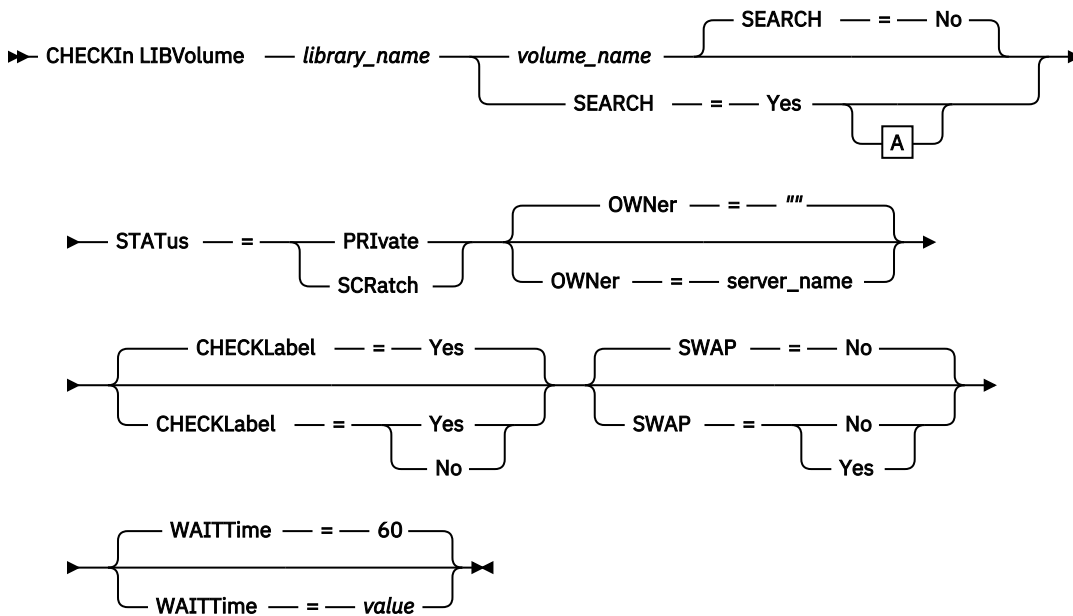 SEARCH = No
CHECKIn LIBVolume library_name volume_name
SEARCH = Yes
A
OWNer = ""
STATus = PRIvate
SCRatch
OWNer = server_name
CHECKLabel = Yes SWAP = No
CHECKLabel = Yes SWAP = No
No Yes
WAITTime = 60
WAITTime = value